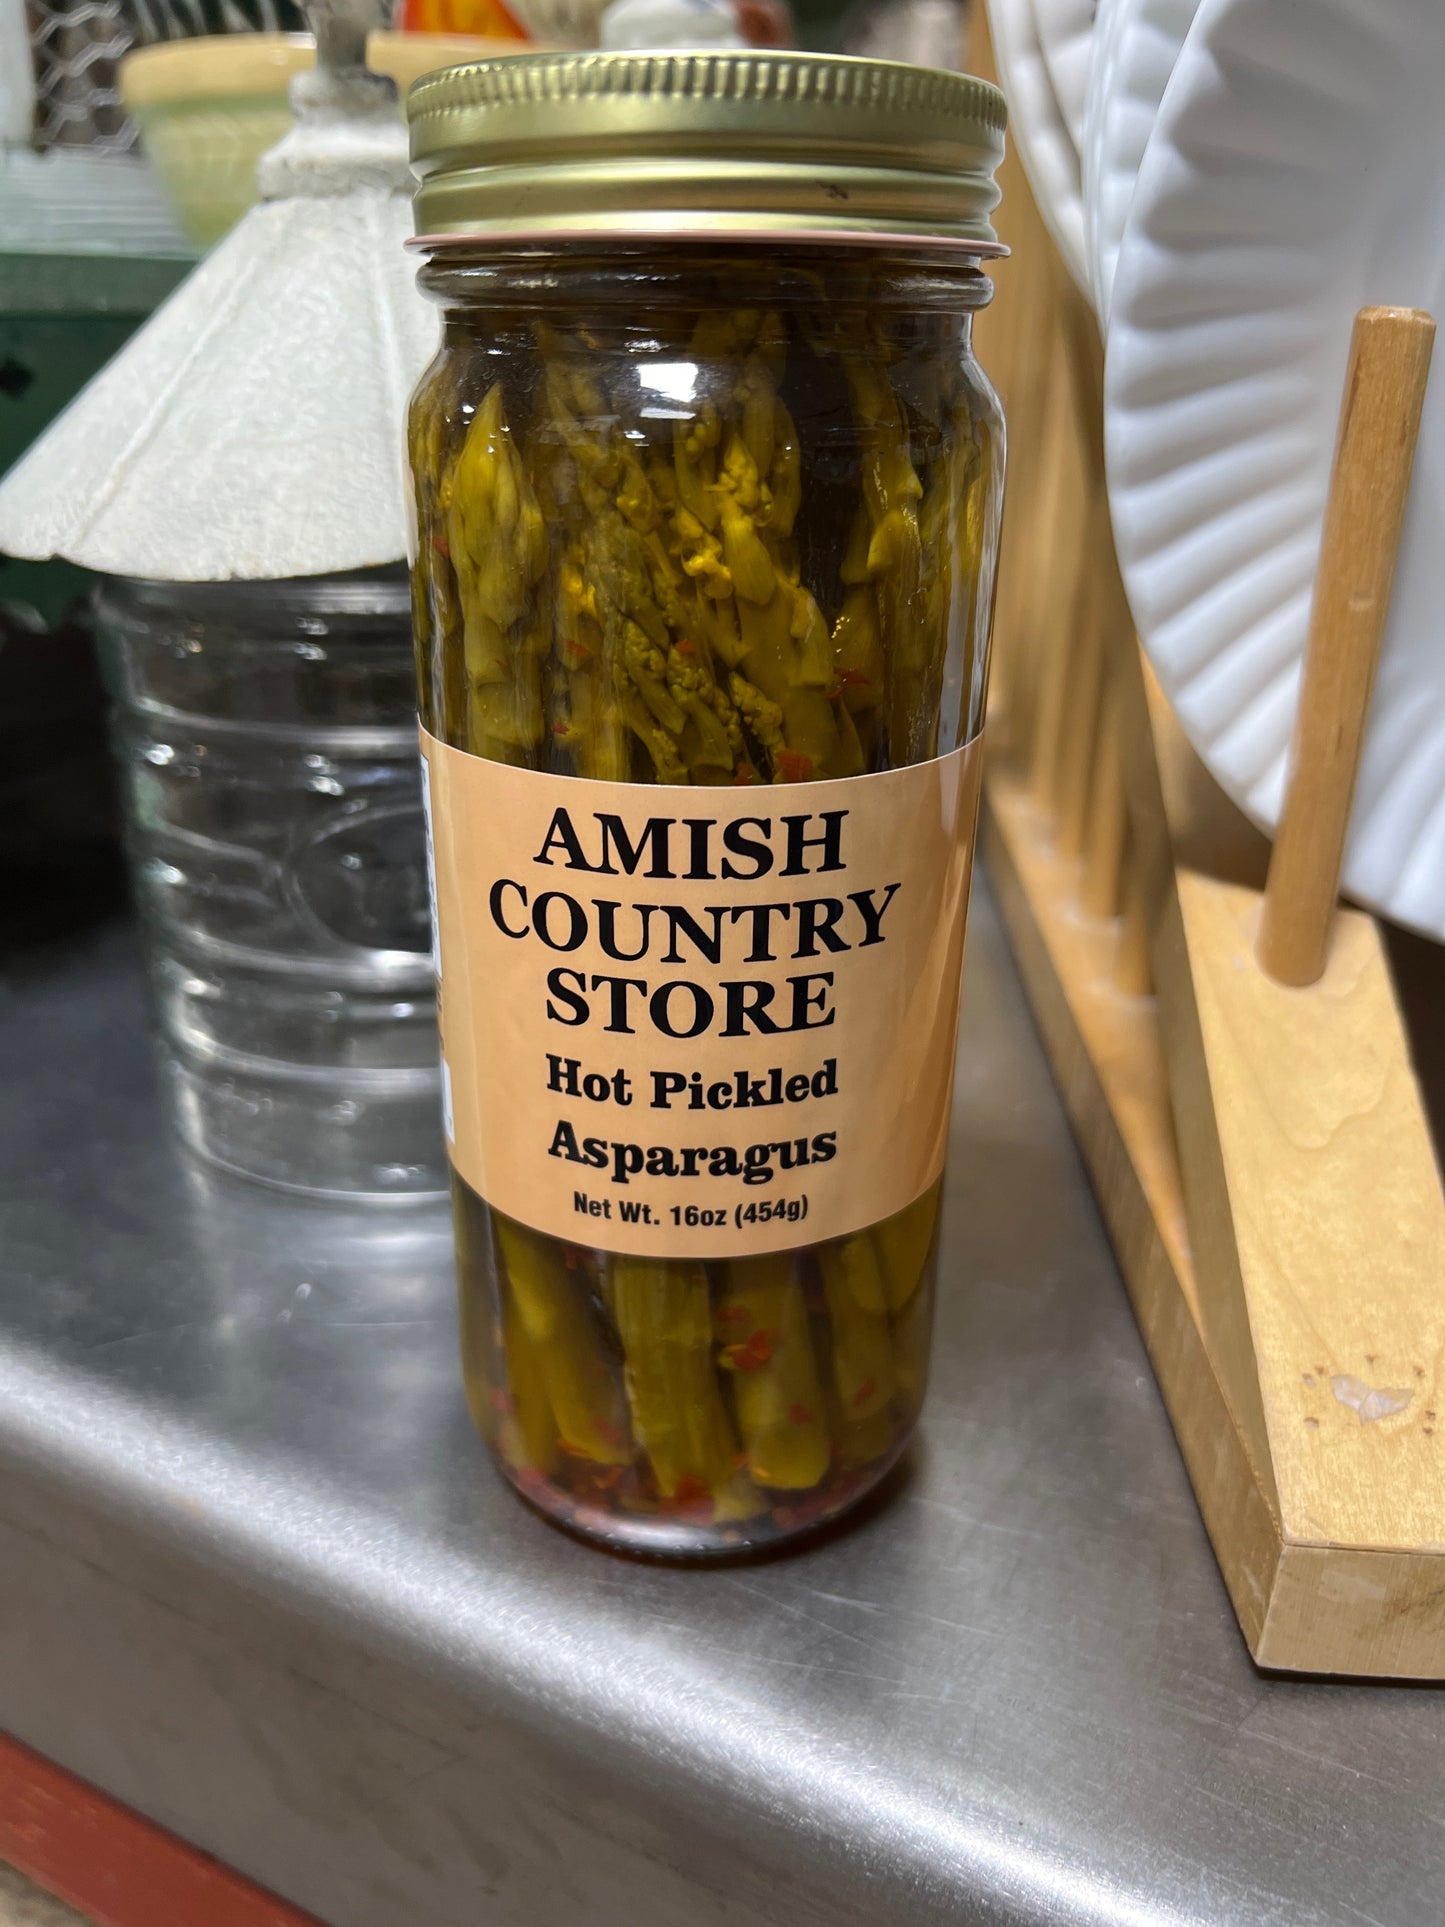 AMISH
COUNTRY
STORE
Hot Pickled
Asparagus
Net Wt. 16oz (454g)